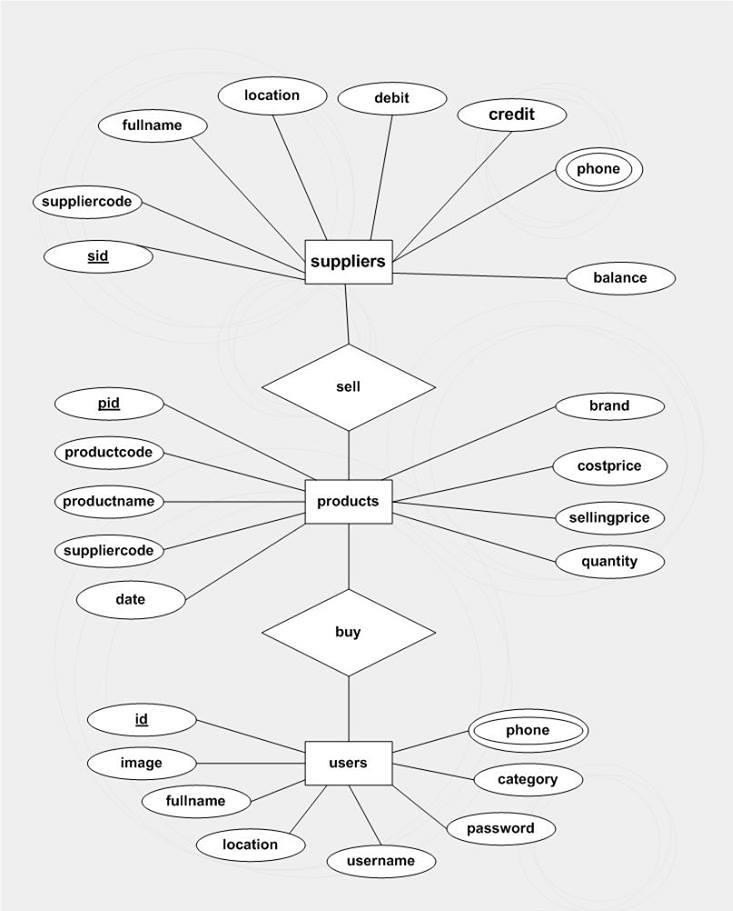 location
debit
credit
fullname
phone
suppliercode
sid
suppliers
balance
sell
pid
brand
productcode
costprice
productname
products
sellingprice
suppliercode
quantity
date
buy
id
phone
image
users
category
fullname
password
location
username